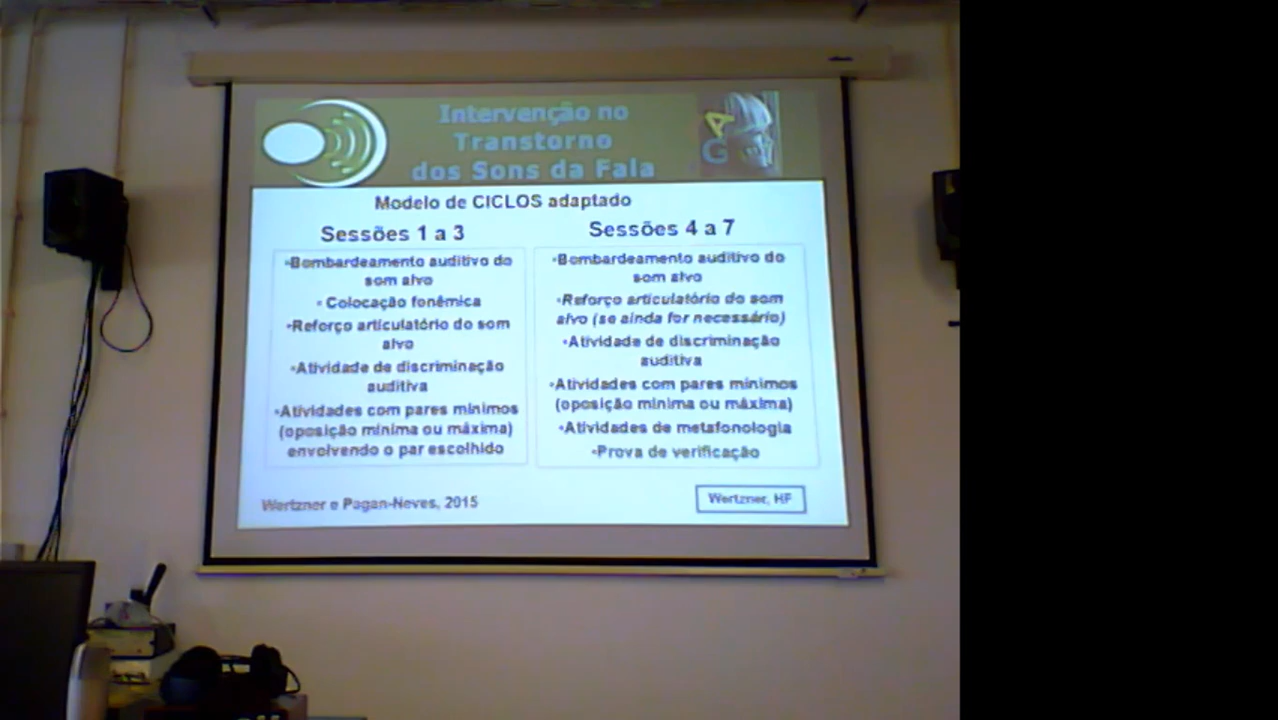 Intervenção no
Transtorno
dos Sons da Fala
A
G
Modelo de CICLOS adaptado
Sessões 1 a 3
•Bombardeamento auditivo do
som alvo
• Colocação fonêmica
•Reforço articulatório do som
alvo
•Atividade de discriminação
auditiva
•Atividades com pares mínimos
(oposição mínima ou máxima)
envolvendo o par escolhido
Sessões 4 a 7
•Bombardeamento auditivo do
som alvo
•Reforço articulatório do som
alvo (se ainda for necessário)
•Atividade de discriminação
auditiva
•Atividades com pares mínimos
(oposição mínima ou máxima)
•Atividades de metafonologia
•Prova de verificação
Wertzner e Pagan-Neves, 2015
Wertzner, HF